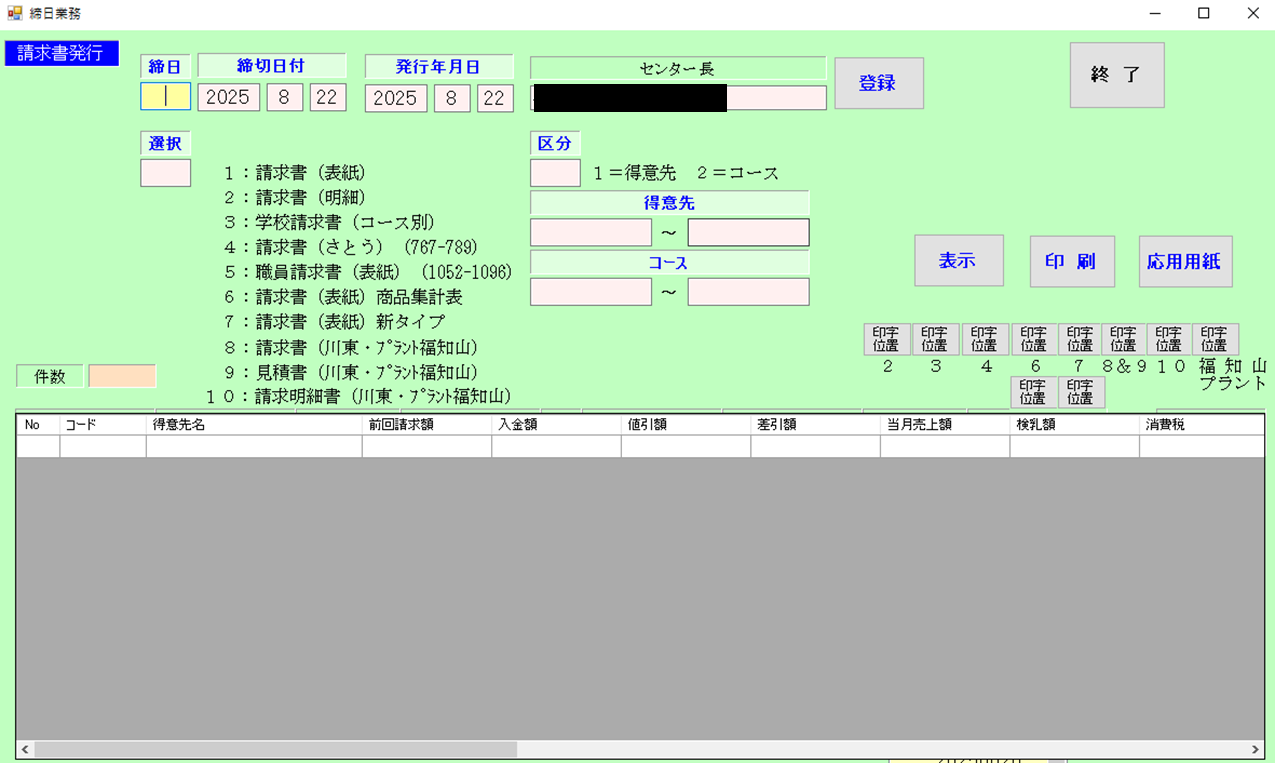 締日業務
請求書発行
締日 締切日付 発行年月日 センター長 登録 終 了
2025 8 22 2025 8 22
選択 区分
1＝得意先 2＝コース
1：請求書（表紙）
2：請求書（明細）
3：学校請求書（コース別）
4：請求書（さとう）（767-789)
5：職員請求書（表紙）（1052-1096)
6：請求書（表紙）商品集計表
7：請求書（表紙）新タイプ
8：請求書（川東・ﾌﾟﾗﾝﾄ福知山）
9：見積書（川東・ﾌﾟﾗﾝﾄ福知山）
10：請求明細書（川東・ﾌﾟﾗﾝﾄ福知山）
得意先
～
コース
～
表示 印 刷 応用用紙
印字位置 印字位置 印字位置 印字位置 印字位置 印字位置 印字位置 印字位置
2 3 4 6 7 8＆9 10 福知山プラント
印字位置 印字位置
件数
No コード 得意先名 前回請求額 入金額 値引額 差引額 当月売上額 検乳額 消費税